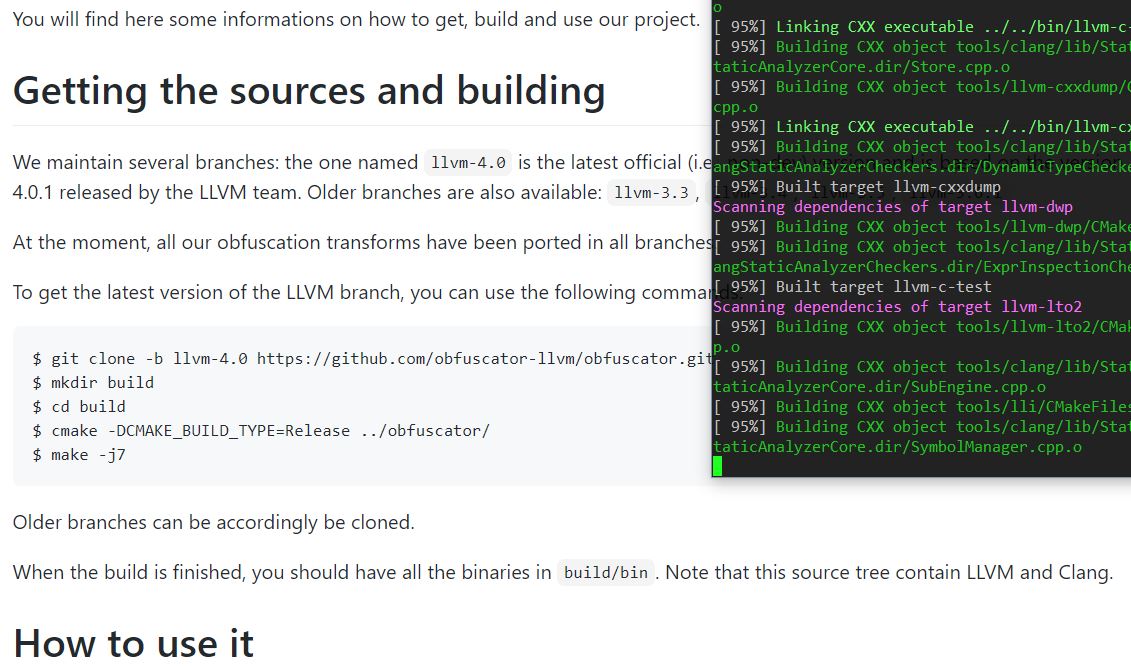 You will find here some informations on how to get, build and use our project.
Getting the sources and building
We maintain several branches: the one named llvm-4.0 is the latest official (i.e.
4.0.1 released by the LLVM team. Older branches are also available: llvm-3.3 ,
At the moment, all our obfuscation transforms have been ported in all branches
To get the latest version of the LLVM branch, you can use the following commands:
$ git clone -b llvm-4.0 https://github.com/obfuscator-llvm/obfuscator.git
$ mkdir build
$ cd build
$ cmake -DCMAKE_BUILD_TYPE=Release ../obfuscator/
$ make -j7
Older branches can be accordingly be cloned.
When the build is finished, you should have all the binaries in build/bin . Note that this source tree contain LLVM and Clang.
How to use it
o
[ 95%] Linking CXX executable ../../bin/llvm-c-
[ 95%] Building CXX object tools/clang/lib/Stat
taticAnalyzerCore.dir/Store.cpp.o
[ 95%] Building CXX object tools/llvm-cxxdump/C
cpp.o
[ 95%] Linking CXX executable ../../bin/llvm-cx
[ 95%] Building CXX object tools/clang/lib/Stat
angStaticAnalyzerCheckers.dir/DynamicTypeChecke
[ 95%] Built target llvm-cxxdump
Scanning dependencies of target llvm-dwp
[ 95%] Building CXX object tools/llvm-dwp/CMake
[ 95%] Building CXX object tools/clang/lib/Stat
angStaticAnalyzerCheckers.dir/ExprInspectionChe
[ 95%] Built target llvm-c-test
Scanning dependencies of target llvm-lto2
[ 95%] Building CXX object tools/llvm-lto2/CMak
p.o
[ 95%] Building CXX object tools/clang/lib/Stat
taticAnalyzerCore.dir/SubEngine.cpp.o
[ 95%] Building CXX object tools/lli/CMakeFiles
[ 95%] Building CXX object tools/clang/lib/Stat
taticAnalyzerCore.dir/SymbolManager.cpp.o